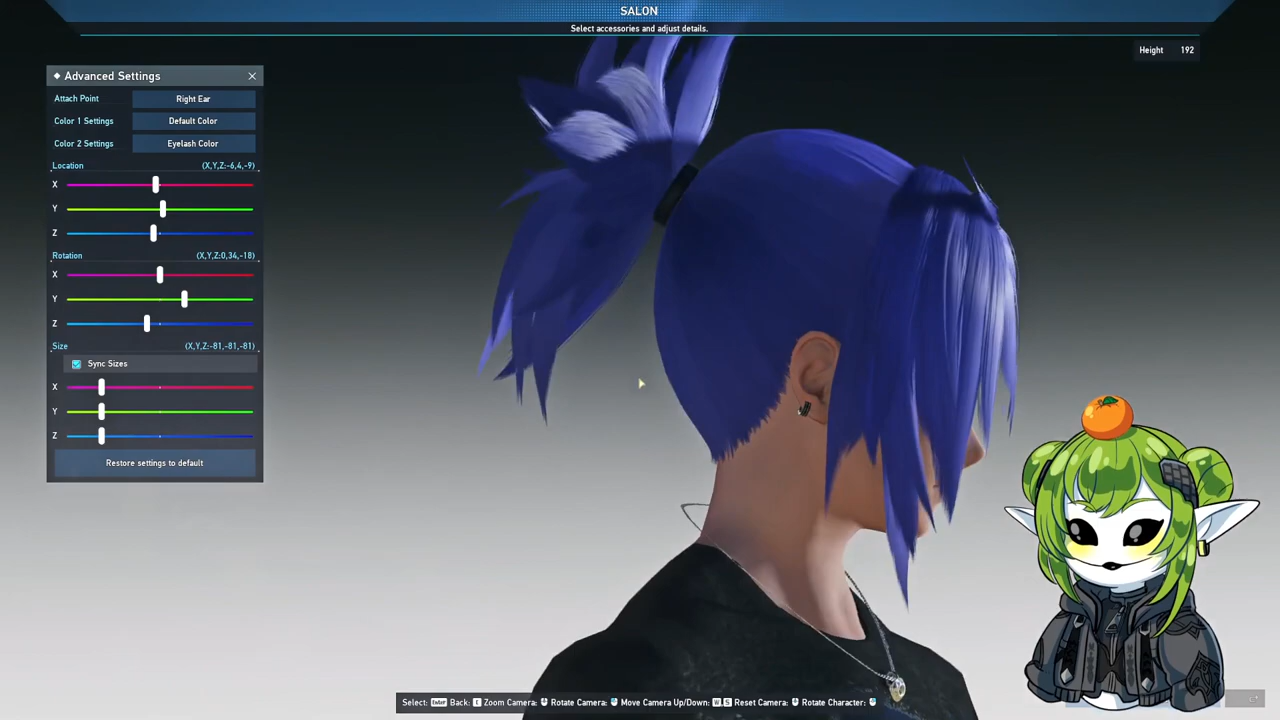 SALON
Select accessories and adjust details.
Height 192
Advanced Settings
Attach Point Right Ear
Color 1 Settings Default Color
Color 2 Settings Eyelash Color
Location (X,Y,Z:-6,4,-9)
X
Y
Z
Rotation (X,Y,Z:0,34,-18)
X
Y
Z
Size (X,Y,Z:-81,-81,-81)
Sync Sizes
X
Y
Z
Restore settings to default
Select: Enter Back: Zoom Camera: Rotate Camera: Move Camera Up/Down: W,S Reset Camera: Rotate Character: